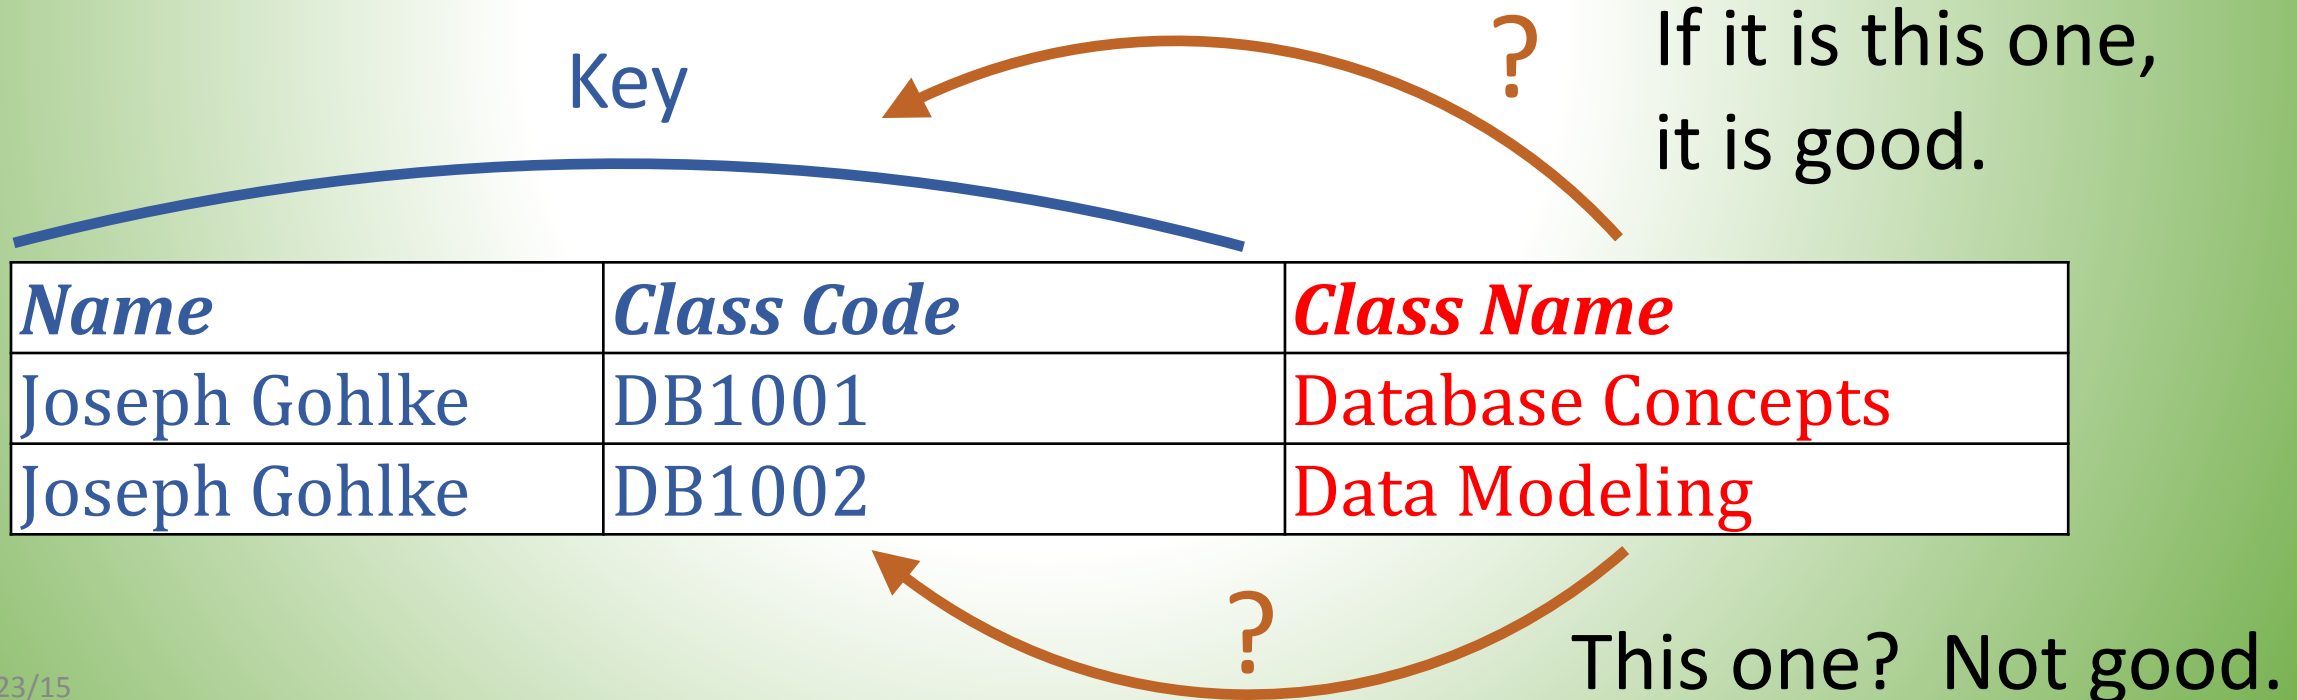 Key
?
If it is this one,
it is good.
Name Class Code Class Name
Joseph Gohlke DB1001 Database Concepts
Joseph Gohlke DB1002 Data Modeling
?
This one? Not good.
23/15